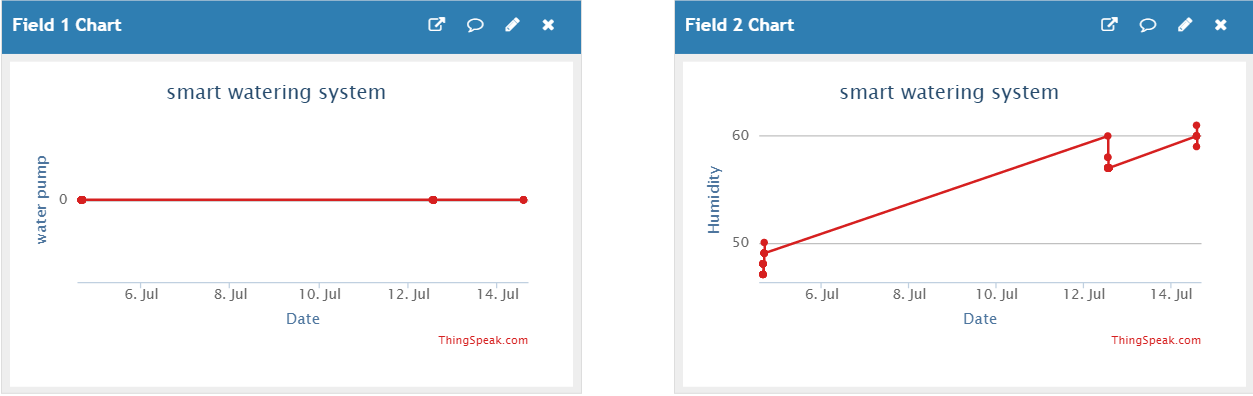 Field 1 Chart
smart watering system
water pump
0
6. Jul
8. Jul
10. Jul
12. Jul
14. Jul
Date
ThingSpeak.com
Field 2 Chart
smart watering system
Humidity
60
50
6. Jul
8. Jul
10. Jul
12. Jul
14. Jul
Date
ThingSpeak.com